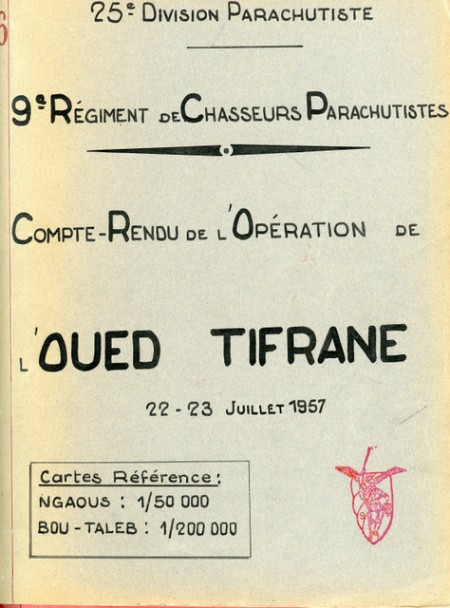 25e DIVISION PARACHUTISTE
9e RÉGIMENT DE CHASSEURS PARACHUTISTES
COMPTE-RENDU DE L'OPÉRATION DE
L'OUED TIFRANE
22 - 23 JUILLET 1957
Cartes Référence :
NGAOUS : 1/50 000
BOU - TALEB : 1/200 000